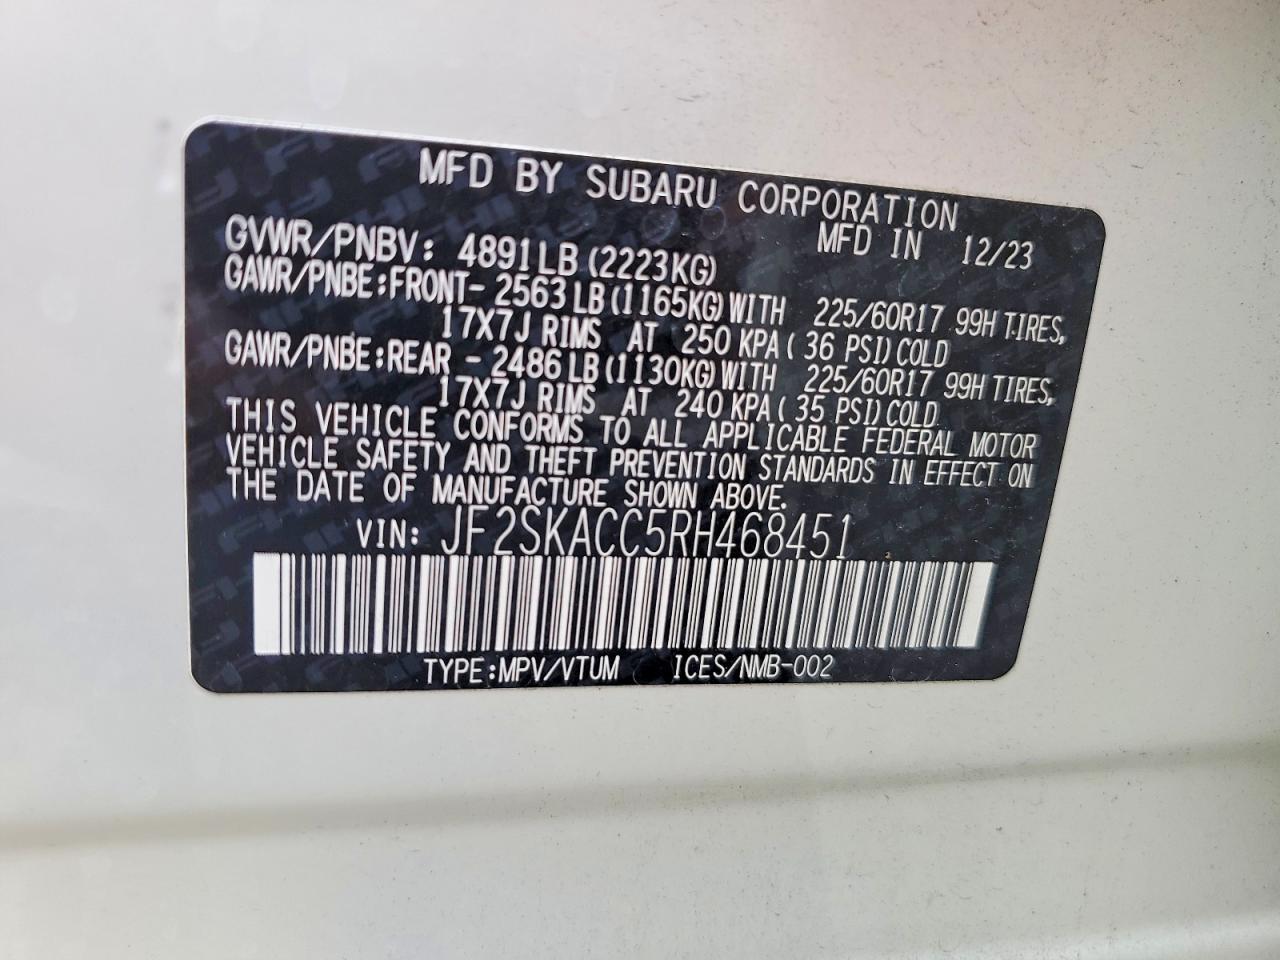 MFD BY SUBARU CORPORATION
MFD IN 12/23
GVWR/PNBV: 4891LB (2223KG)
GAWR/PNBE:FRONT- 2563 LB (1165KG) WITH 225/60R17 99H TIRES,
17X7J RIMS AT 250 KPA ( 36 PSI) COLD
GAWR/PNBE:REAR - 2486 LB (1130KG) WITH 225/60R17 99H TIRES,
17X7J RIMS AT 240 KPA ( 35 PSI) COLD.
THIS VEHICLE CONFORMS TO ALL APPLICABLE FEDERAL MOTOR
VEHICLE SAFETY AND THEFT PREVENTION STANDARDS IN EFFECT ON
THE DATE OF MANUFACTURE SHOWN ABOVE.
VIN: JF2SKACC5RH468451
TYPE:MPV/VTUM ICES/NMB-002